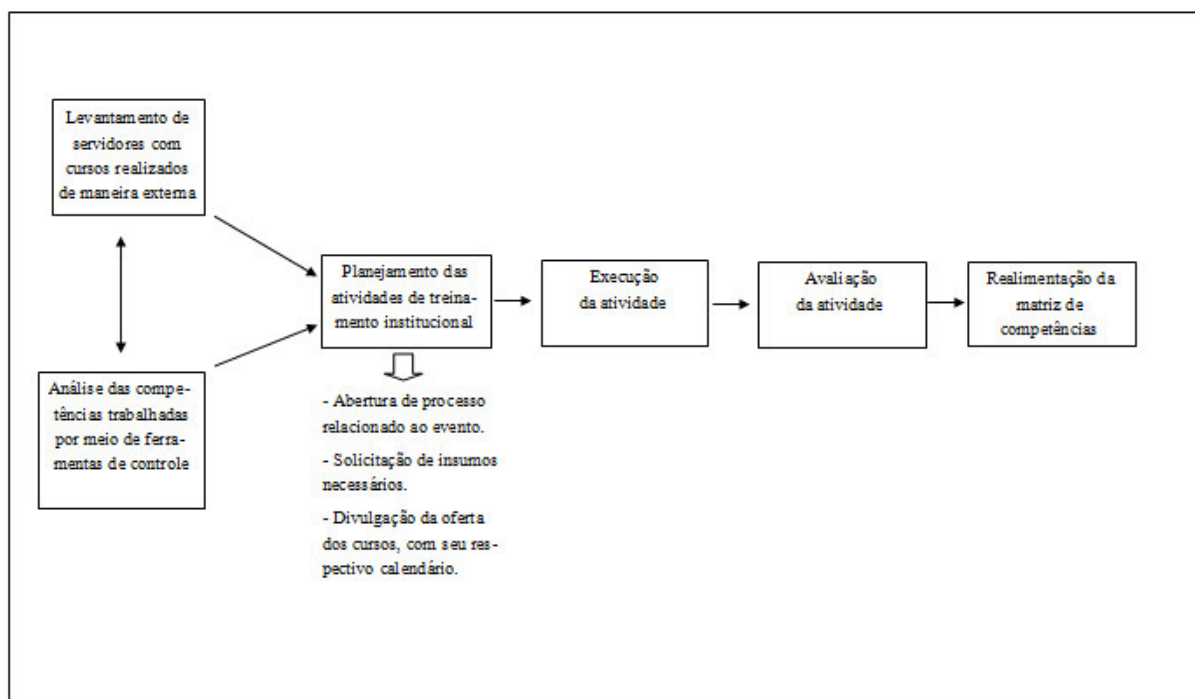 Levantamento de
servidores com
cursos realizados
de maneira externa
Análise das compe-
tências trabalhadas
por meio de ferra-
mentas de controle
Planejamento das
atividades de treina-
mento institucional
- Abertura de processo
relacionado ao evento.
- Solicitação de insumos
necessários.
- Divulgação da oferta
dos cursos, com seu res-
pectivo calendário.
Execução
da atividade
Avaliação
da atividade
Realimentação da
matriz de
competências